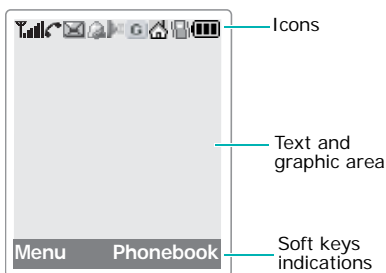 G
Icons
Text and
graphic area
Menu Phonebook
Soft keys
indications